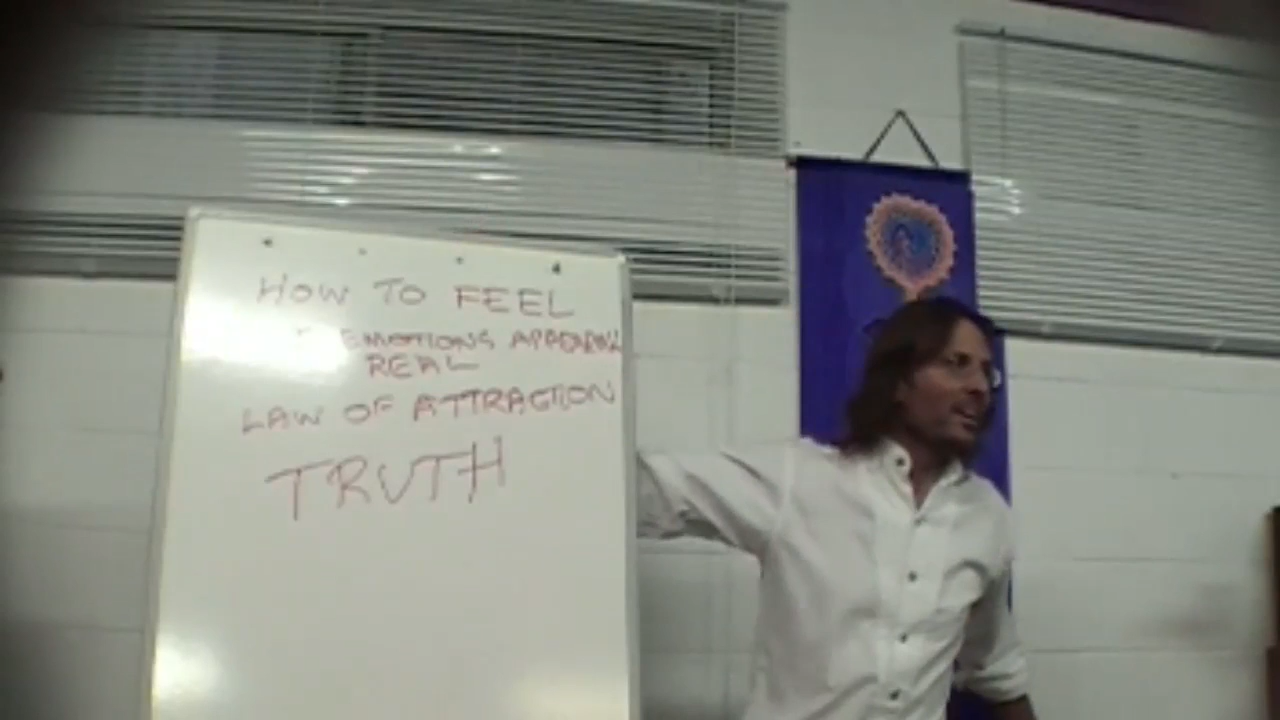 HOW TO FEEL
EMOTIONS
REAL
LAW OF ATTRACTION
TRUTH